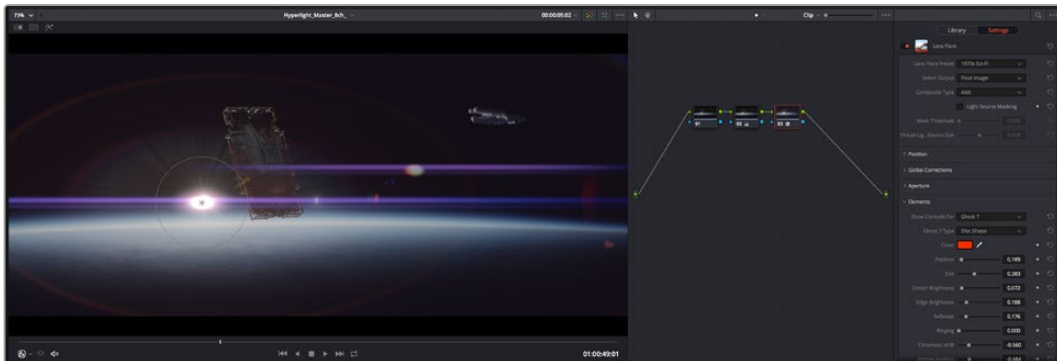 73%
Hyperlight_Master_8ch_
00:00:05:02
Clip
Library
Settings
Lens Flare
Lens Flare Preset 1970s Sci-Fi
Select Output Final Image
Composite Type Add
Light Source Masking
Mask Threshold
Position
Global Corrections
Aperture
Elements
Show Controls For Ghost 7
Ghost 7 Type Disc Shape
Color
Position 0.189
Size 0.383
Center Brightness 0.072
Edge Brightness 0.188
Softness 0.176
Ringing 0.000
Chromatic Shift -0.560
01:00:49:01